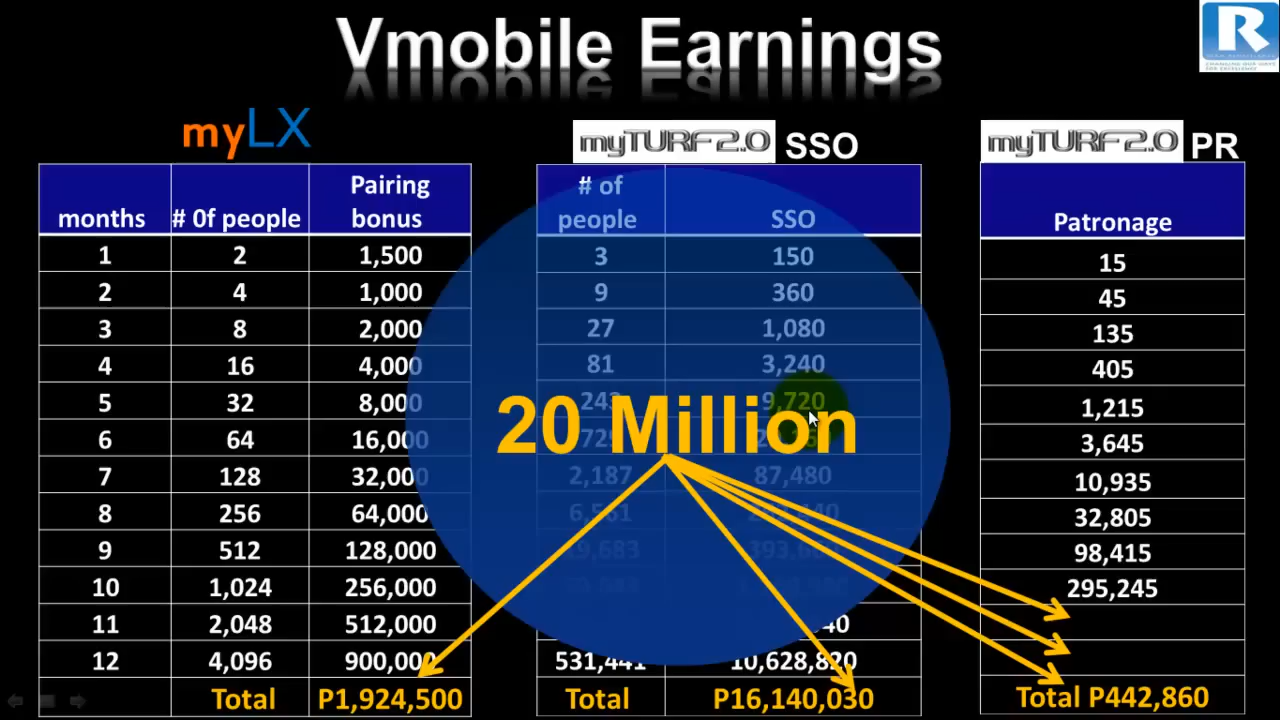 Vmobile Earnings
R
myLX
months # 0f people Pairing bonus
1 2 1,500
2 4 1,000
3 8 2,000
4 16 4,000
5 32 8,000
6 64 16,000
7 128 32,000
8 256 64,000
9 512 128,000
10 1,024 256,000
11 2,048 512,000
12 4,096 900,000
Total P1,924,500
myTURF2.0 SSO
# of people SSO
3 150
9 360
27 1,080
81 3,240
243 9,720
2,187 87,480
531,441 10,628,820
Total P16,140,030
20 Million
myTURF2.0 PR
Patronage
15
45
135
405
1,215
3,645
10,935
32,805
98,415
295,245
Total P442,860